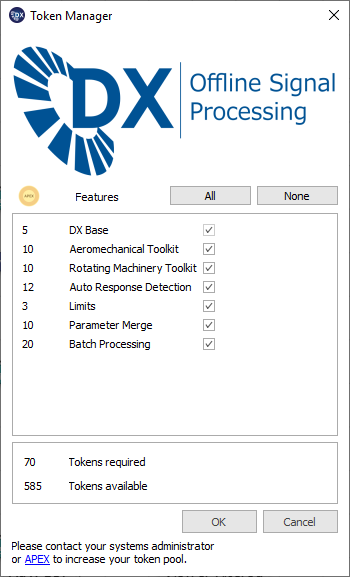 Token Manager
DX Offline Signal
Processing
APEX Features All None
5 DX Base
10 Aeromechanical Toolkit
10 Rotating Machinery Toolkit
12 Auto Response Detection
3 Limits
10 Parameter Merge
20 Batch Processing
70 Tokens required
585 Tokens available
OK Cancel
Please contact your systems administrator
or APEX to increase your token pool.